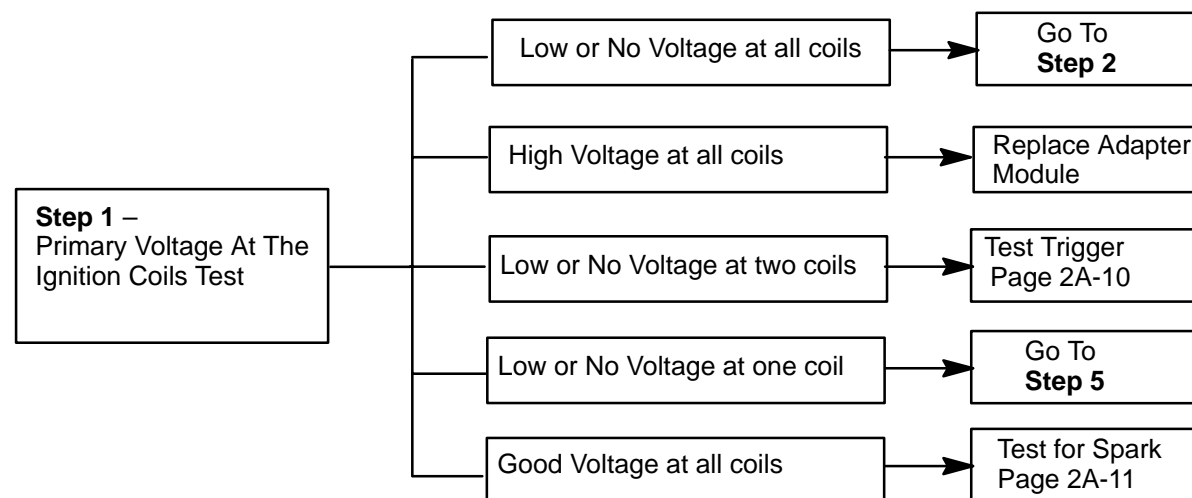 Step 1 –
Primary Voltage At The
Ignition Coils Test
Low or No Voltage at all coils
Go To
Step 2
High Voltage at all coils
Replace Adapter
Module
Low or No Voltage at two coils
Test Trigger
Page 2A-10
Low or No Voltage at one coil
Go To
Step 5
Good Voltage at all coils
Test for Spark
Page 2A-11